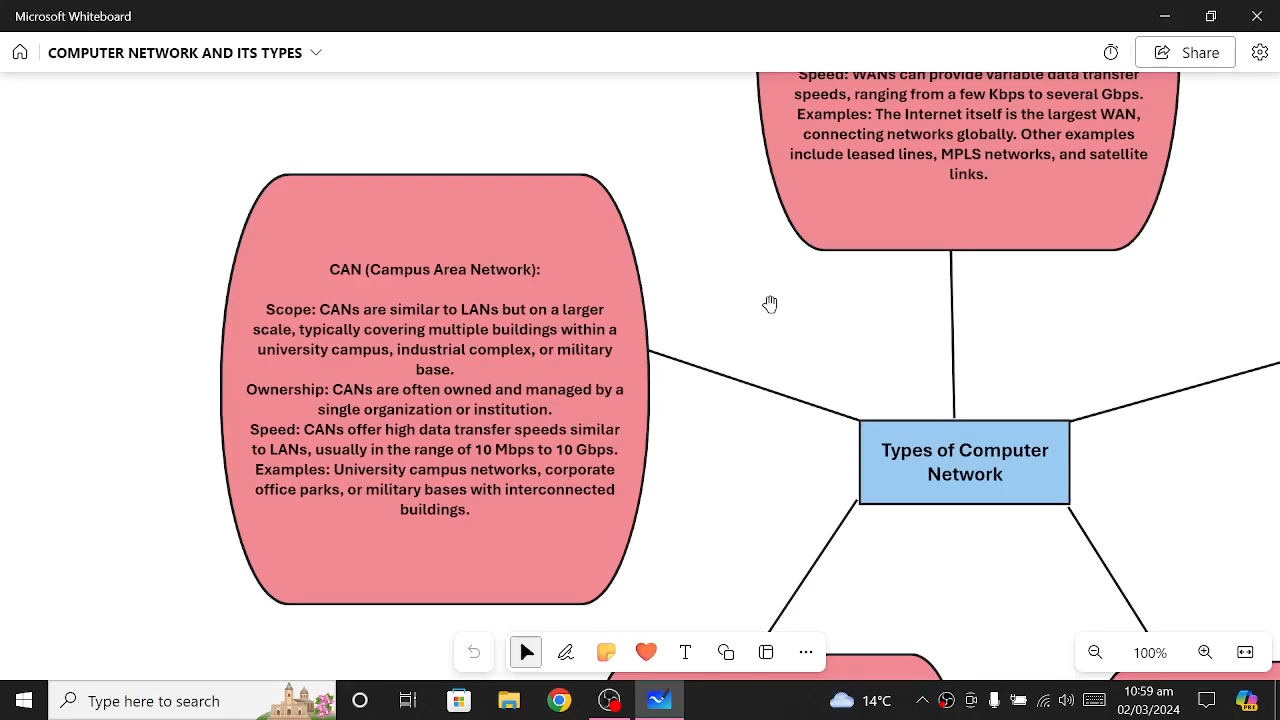 Microsoft Whiteboard
COMPUTER NETWORK AND ITS TYPES
Share
Speed: WANs can provide variable data transfer
speeds, ranging from a few Kbps to several Gbps.
Examples: The Internet itself is the largest WAN,
connecting networks globally. Other examples
include leased lines, MPLS networks, and satellite
links.
CAN (Campus Area Network):
Scope: CANs are similar to LANs but on a larger
scale, typically covering multiple buildings within a
university campus, industrial complex, or military
base.
Ownership: CANs are often owned and managed by a
single organization or institution.
Speed: CANs offer high data transfer speeds similar
to LANs, usually in the range of 10 Mbps to 10 Gbps.
Examples: University campus networks, corporate
office parks, or military bases with interconnected
buildings.
Types of Computer
Network
100%
Type here to search
14°C
10:59 am
02/03/2024
PRE